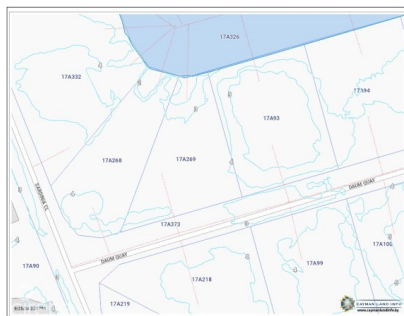 17A326
17A332
17A94
17A93
17A268
17A269
DAUNI QUAY
17A373
DAUNI QUAY
17A90
17A100
17A99
17A218
17A219
CAYMAN LAND INFO
www.caymanlandinfo.ky